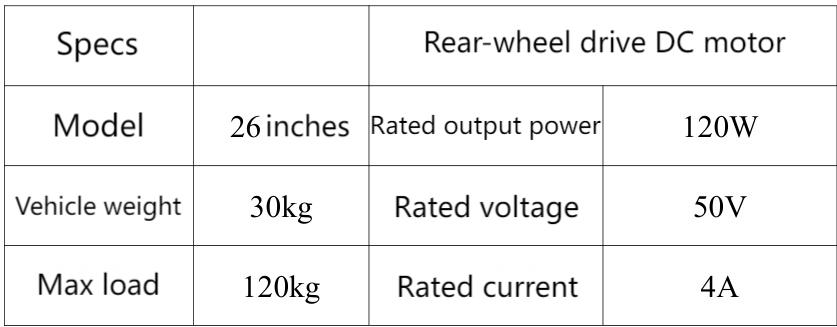 Specs Rear-wheel drive DC motor
Model 26 inches Rated output power 120W
Vehicle weight 30kg Rated voltage 50V
Max load 120kg Rated current 4A